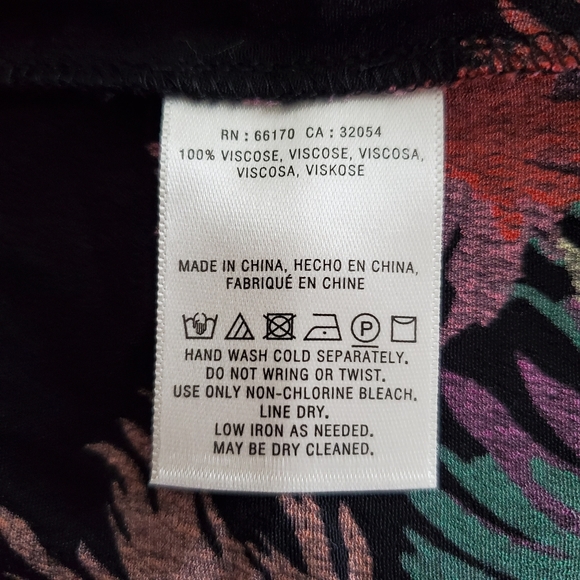 RN : 66170 CA : 32054
100% VISCOSE, VISCOSE, VISCOSA,
VISCOSA, VISKOSE
MADE IN CHINA, HECHO EN CHINA,
FABRIQUÉ EN CHINE
P
HAND WASH COLD SEPARATELY.
DO NOT WRING OR TWIST.
USE ONLY NON-CHLORINE BLEACH.
LINE DRY.
LOW IRON AS NEEDED.
MAY BE DRY CLEANED.